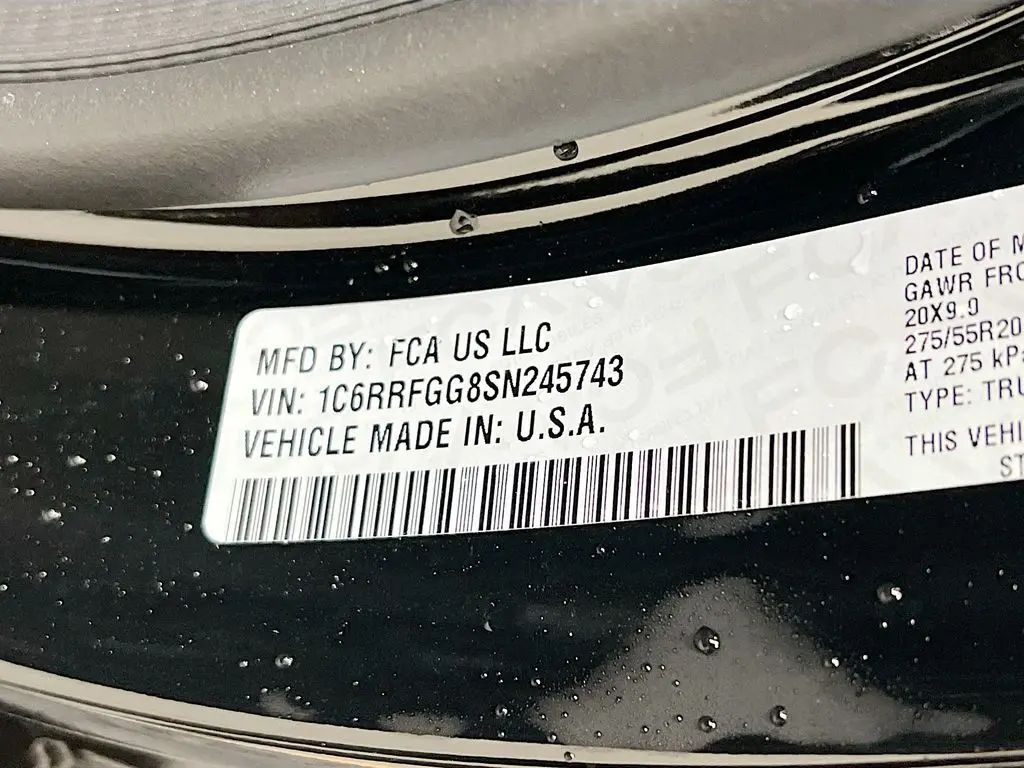 MFD BY: FCA US LLC
VIN: 1C6RRFGG8SN245743
VEHICLE MADE IN: U.S.A.
DATE OF M
GAWR FRO
20X9.0
275/55R20
AT 275 kPa
TYPE: TRU
THIS VEHI
ST